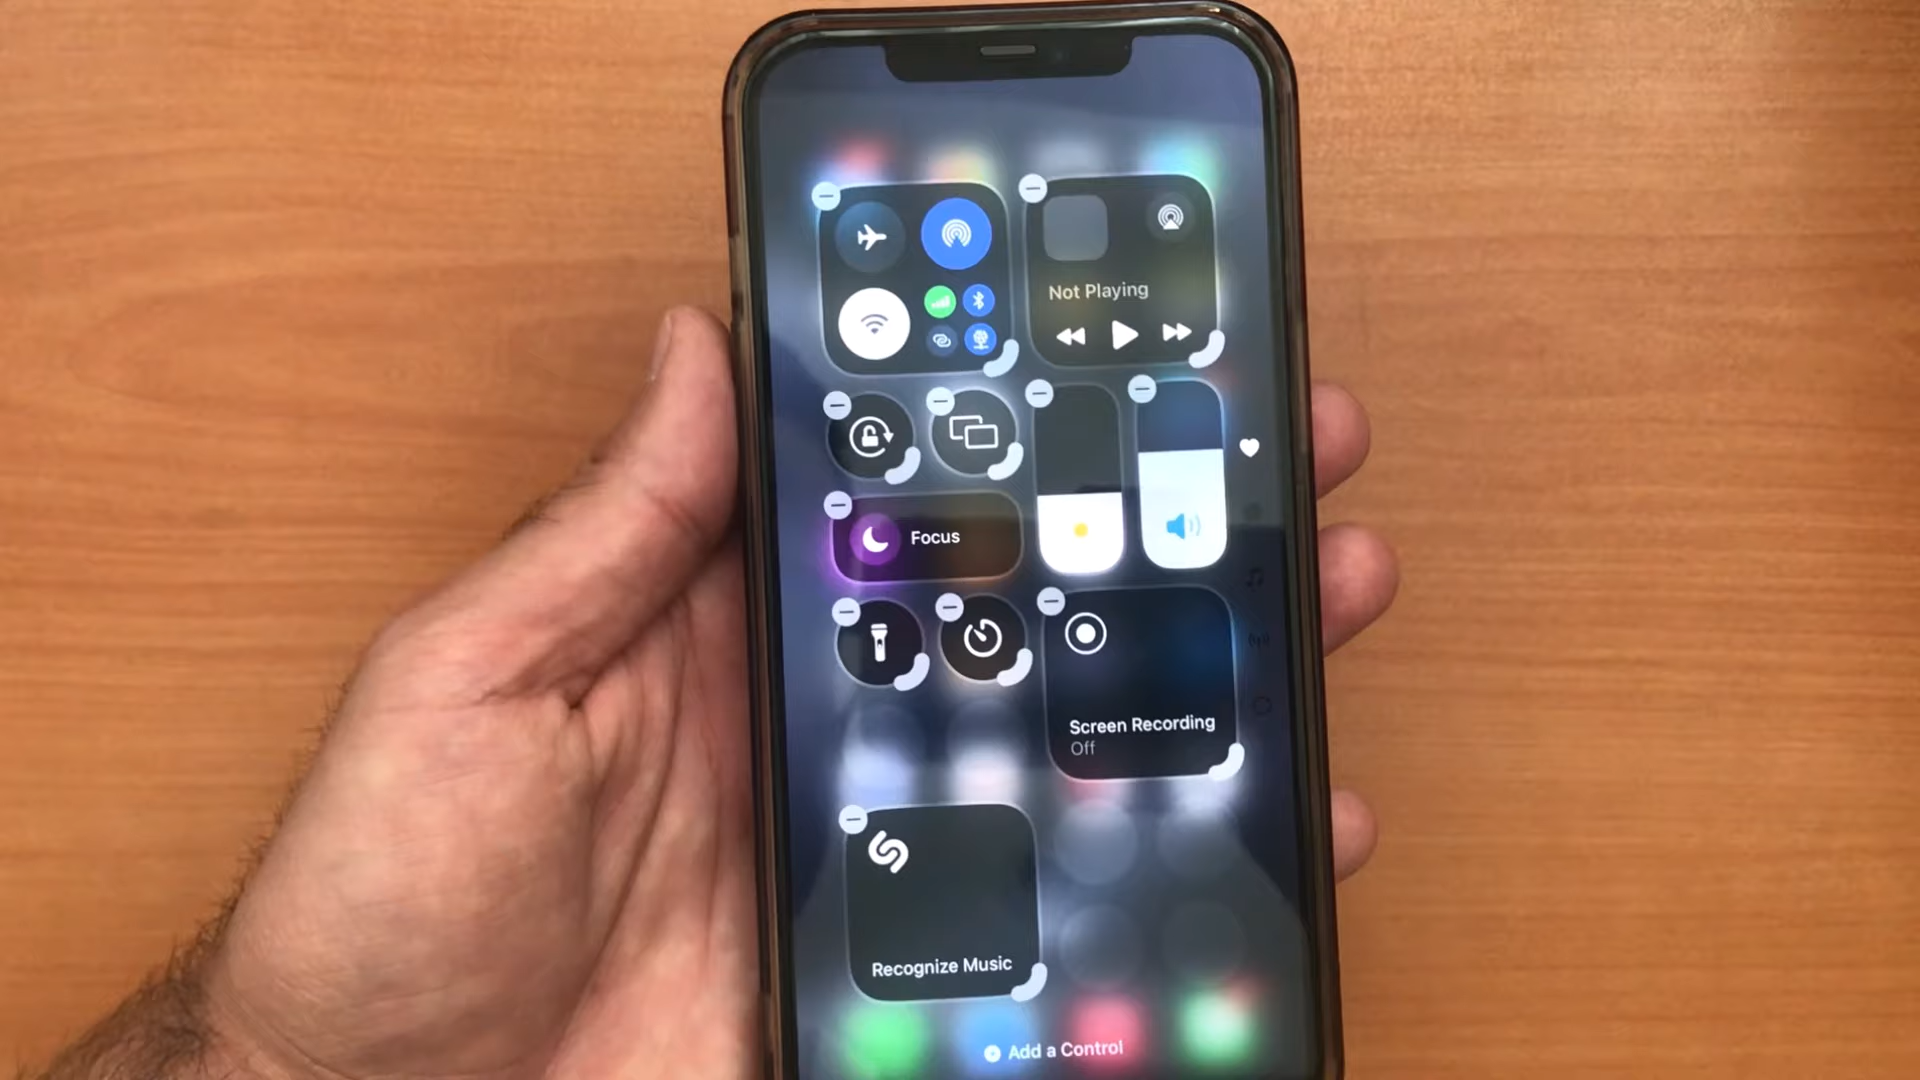 Not Playing
Focus
Screen Recording
Off
Recognize Music
Add a Control